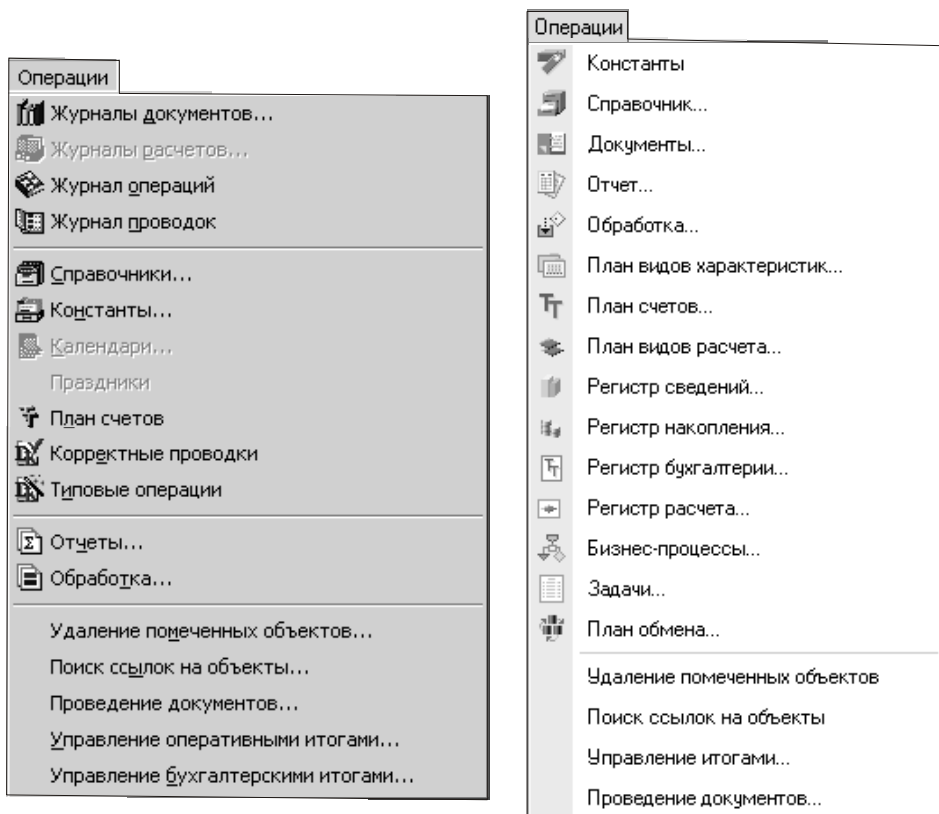 Операции
Журналы документов...
Журналы расчетов...
Журнал операций
Журнал проводок
Справочники...
Константы...
Календари...
Праздники
План счетов
Корректные проводки
Типовые операции
Отчеты...
Обработка...
Удаление помеченных объектов...
Поиск ссылок на объекты...
Проведение документов...
Управление оперативными итогами...
Управление бухгалтерскими итогами...
Операции
Константы
Справочник...
Документы...
Отчет...
Обработка...
План видов характеристик...
План счетов...
План видов расчета...
Регистр сведений...
Регистр накопления...
Регистр бухгалтерии...
Регистр расчета...
Бизнес-процессы...
Задачи...
План обмена...
Удаление помеченных объектов
Поиск ссылок на объекты
Управление итогами...
Проведение документов...